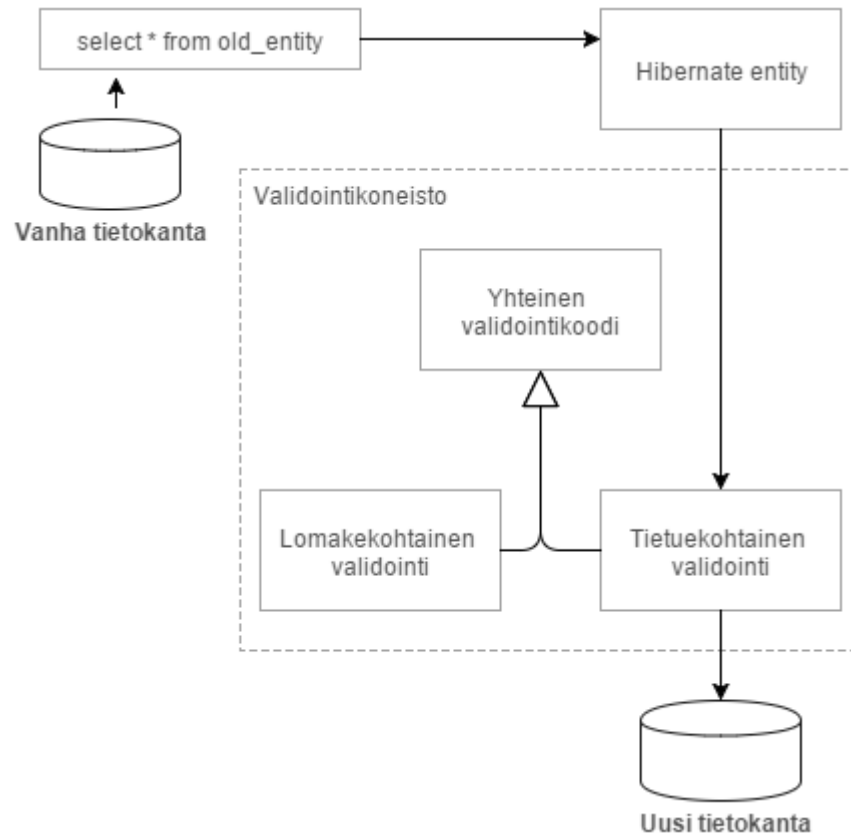 select * from old_entity
Hibernate entity
Vanha tietokanta
Validointikoneisto
Yhteinen
validointikoodi
Lomakekohtainen
validointi
Tietuekohtainen
validointi
Uusi tietokanta